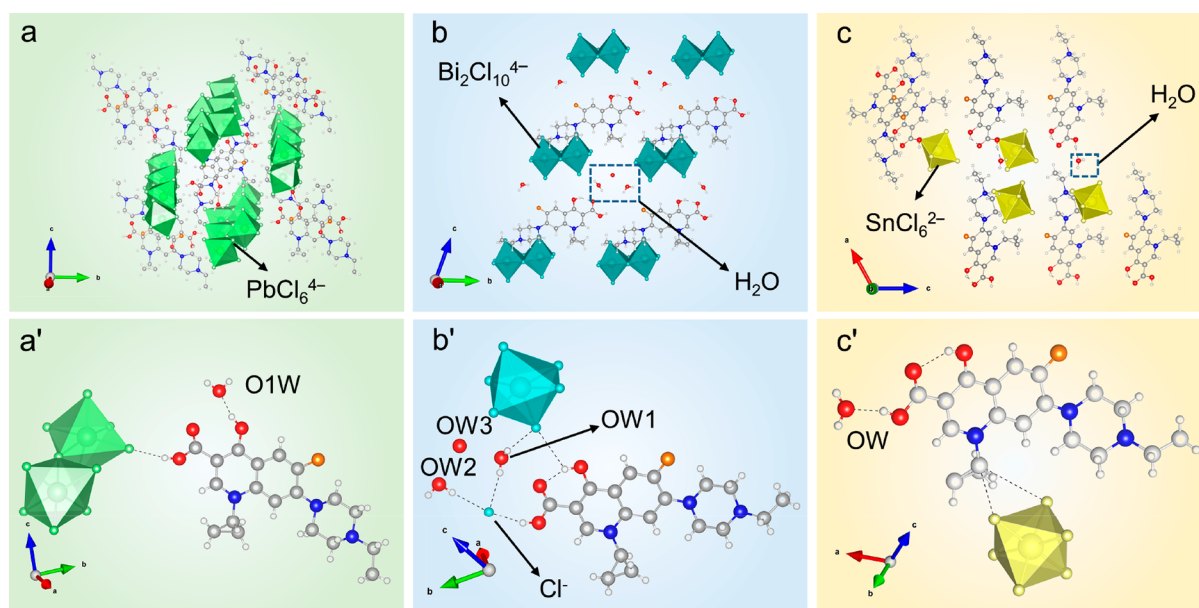 a
b
c
Bi₂Cl₁₀⁴⁻
H₂O
c
b
a
PbCl₆⁴⁻
c
b
H₂O
SnCl₆²⁻
a
b
c
a'
b'
c'
O1W
OW3
OW1
OW2
OW
c
b
a
c
a
b
Cl⁻
a
c
b